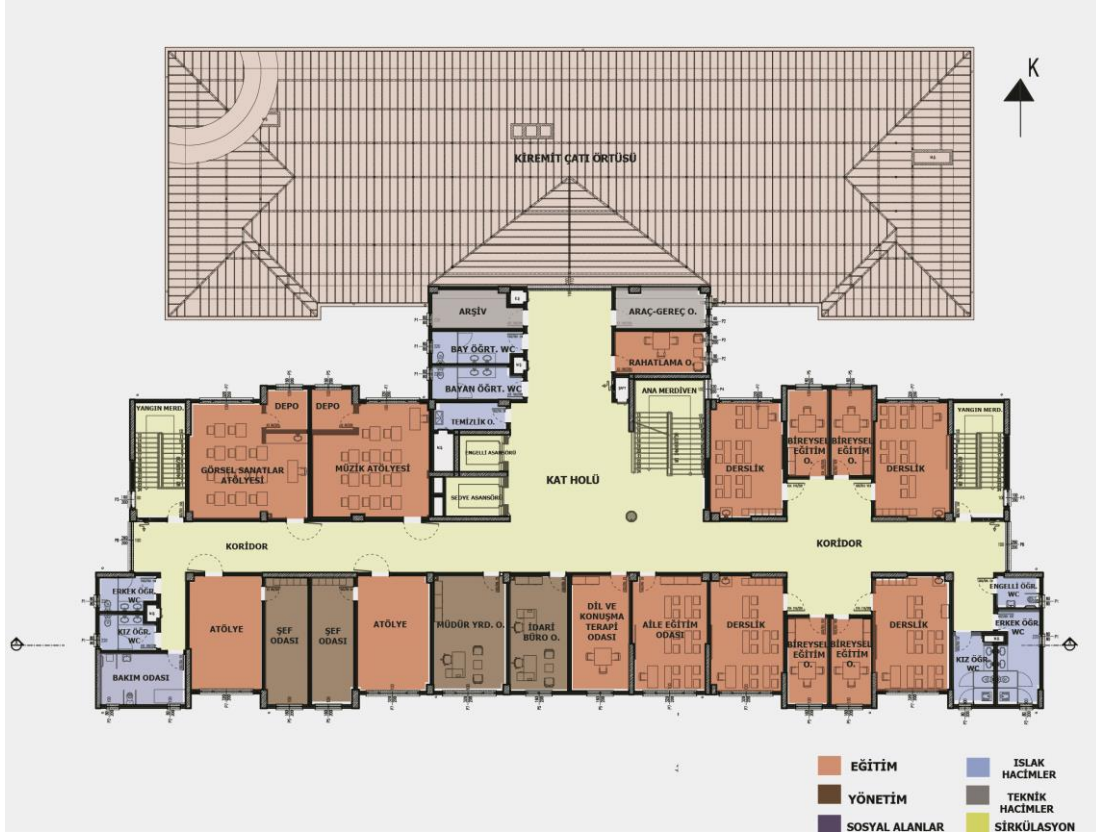 K
KİREMİT ÇATI ÖRTÜSÜ
ARŞİV
ARAÇ-GEREÇ O.
BAY ÖĞRT. WC
RAHATLAMA O.
BAYAN ÖĞRT. WC
ANA MERDİVEN
YANGIN MERD.
DEPO
DEPO
TEMİZLİK O.
YANGIN MERD.
ENGELLİ ASANSÖRÜ
GÖRSEL SANATLAR
ATÖLYESİ
MÜZİK ATÖLYESİ
SEDYE ASANSÖRÜ
KAT HOLÜ
DERSLİK
BİREYSEL
EĞİTİM
O.
BİREYSEL
EĞİTİM
O.
DERSLİK
KORİDOR
KORİDOR
ERKEK ÖĞR.
WC
KIZ ÖĞR.
WC
BAKIM ODASI
ATÖLYE
ŞEF
ODASI
ŞEF
ODASI
ATÖLYE
MÜDÜR YRD. O.
İDARİ
BÜRO O.
DİL VE
KONUŞMA
TERAPİ
ODASI
AİLE EĞİTİM
ODASI
DERSLİK
BİREYSEL
EĞİTİM
O.
BİREYSEL
EĞİTİM
O.
DERSLİK
ENGELLİ ÖĞR.
WC
ERKEK ÖĞR.
WC
KIZ ÖĞR.
WC
EĞİTİM
YÖNETİM
SOSYAL ALANLAR
ISLAK
HACİMLER
TEKNİK
HACİMLER
SİRKÜLASYON